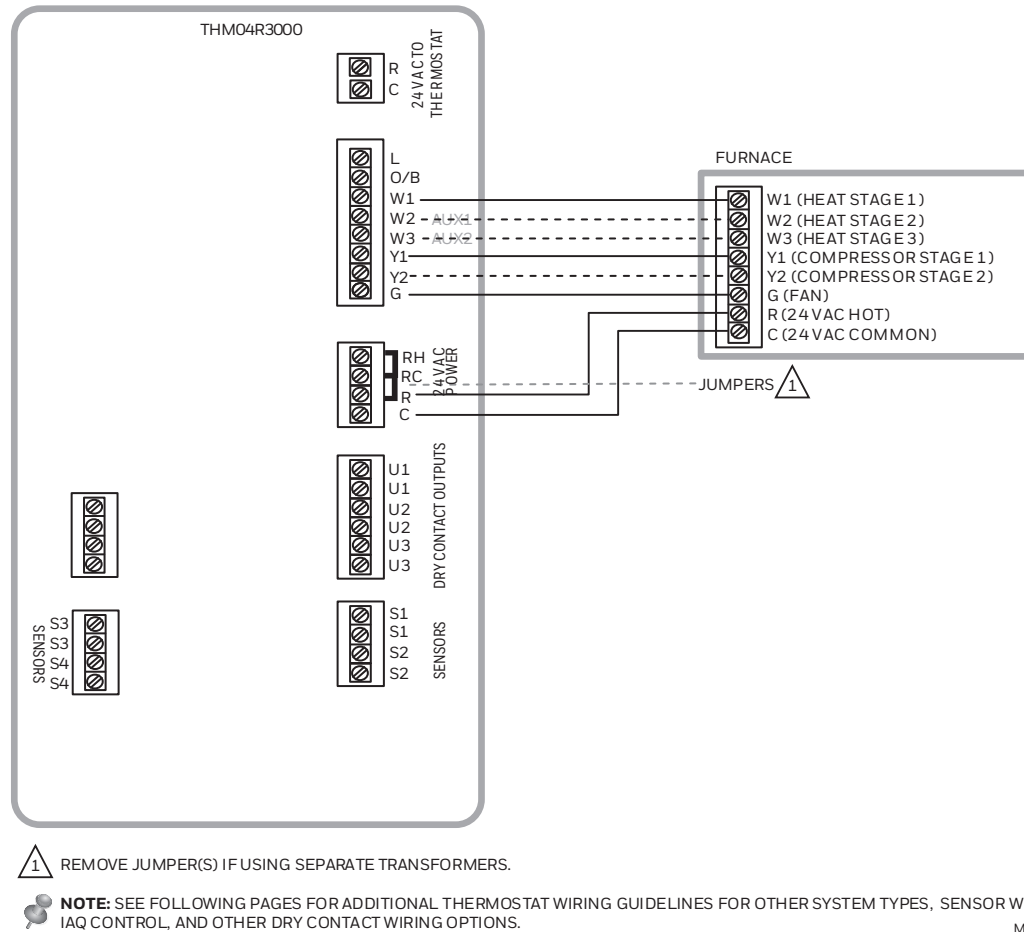 THM04R3000
R
C
24 VAC TO
THERMOSTAT
L
O/B
W1
W2 AUX1
W3 AUX2
Y1
Y2
G
FURNACE
W1 (HEAT STAGE 1)
W2 (HEAT STAGE 2)
W3 (HEAT STAGE 3)
Y1 (COMPRESSOR STAGE 1)
Y2 (COMPRESSOR STAGE 2)
G (FAN)
R (24 VAC HOT)
C (24 VAC COMMON)
RH
RC
R
C
24 VAC
POWER
JUMPERS 1
U1
U1
U2
U2
U3
U3
DRY CONTACT OUTPUTS
S1
S1
S2
S2
SENSORS
SENSORS
S3
S3
S4
S4
1 REMOVE JUMPER(S) IF USING SEPARATE TRANSFORMERS.
NOTE: SEE FOLLOWING PAGES FOR ADDITIONAL THERMOSTAT WIRING GUIDELINES FOR OTHER SYSTEM TYPES, SENSOR W
IAQ CONTROL, AND OTHER DRY CONTACT WIRING OPTIONS.
M